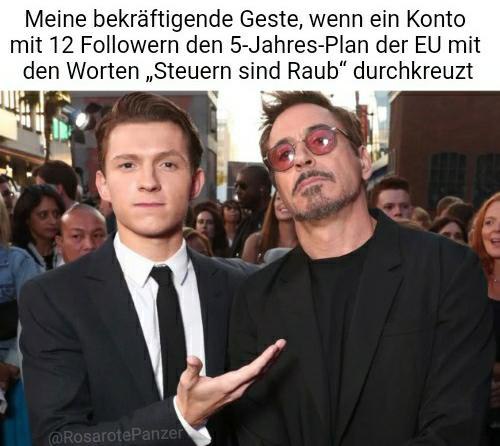 Meine bekräftigende Geste, wenn ein Konto
mit 12 Followern den 5-Jahres-Plan der EU mit
den Worten „Steuern sind Raub“ durchkreuzt
@RosarotePanzer